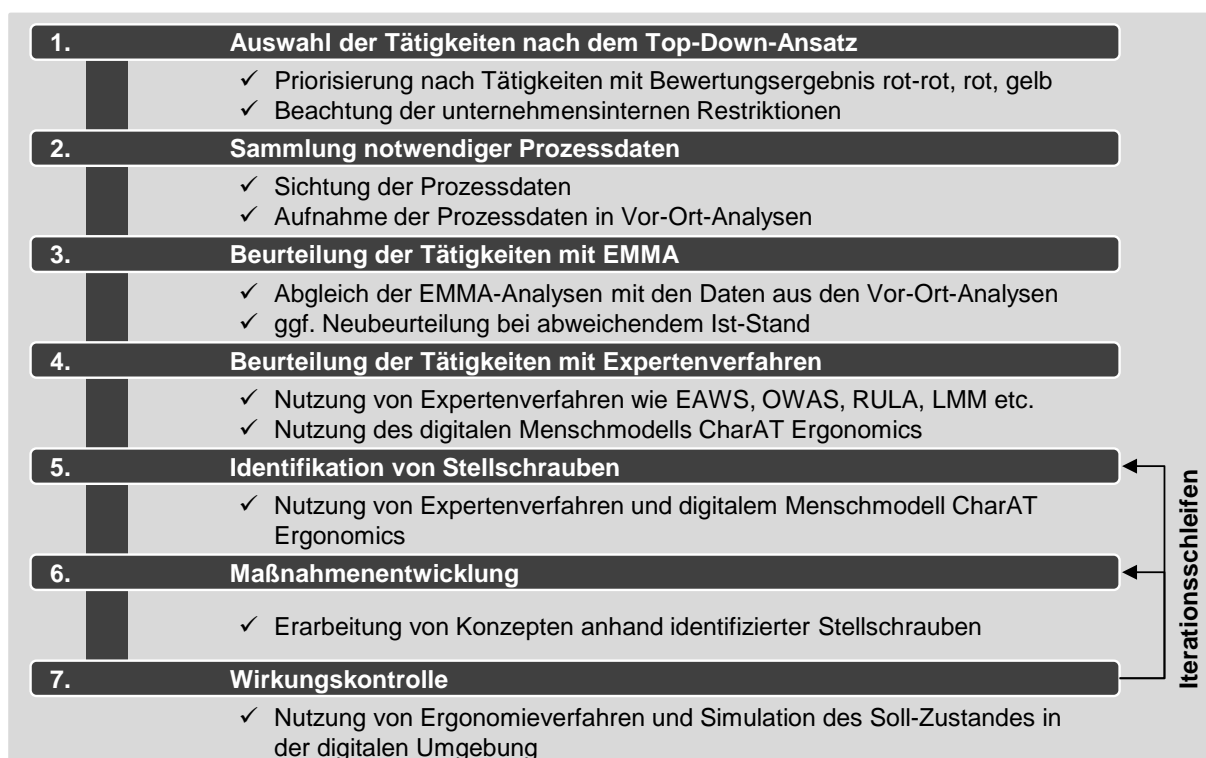 1. Auswahl der Tätigkeiten nach dem Top-Down-Ansatz
✓ Priorisierung nach Tätigkeiten mit Bewertungsergebnis rot-rot, rot, gelb
✓ Beachtung der unternehmensinternen Restriktionen
2. Sammlung notwendiger Prozessdaten
✓ Sichtung der Prozessdaten
✓ Aufnahme der Prozessdaten in Vor-Ort-Analysen
3. Beurteilung der Tätigkeiten mit EMMA
✓ Abgleich der EMMA-Analysen mit den Daten aus den Vor-Ort-Analysen
✓ ggf. Neubeurteilung bei abweichendem Ist-Stand
4. Beurteilung der Tätigkeiten mit Expertenverfahren
✓ Nutzung von Expertenverfahren wie EAWS, OWAS, RULA, LMM etc.
✓ Nutzung des digitalen Menschmodells CharAT Ergonomics
5. Identifikation von Stellschrauben
✓ Nutzung von Expertenverfahren und digitalem Menschmodell CharAT
Ergonomics
6. Maßnahmenentwicklung
✓ Erarbeitung von Konzepten anhand identifizierter Stellschrauben
7. Wirkungskontrolle
✓ Nutzung von Ergonomieverfahren und Simulation des Soll-Zustandes in
der digitalen Umgebung
Iterationsschleifen